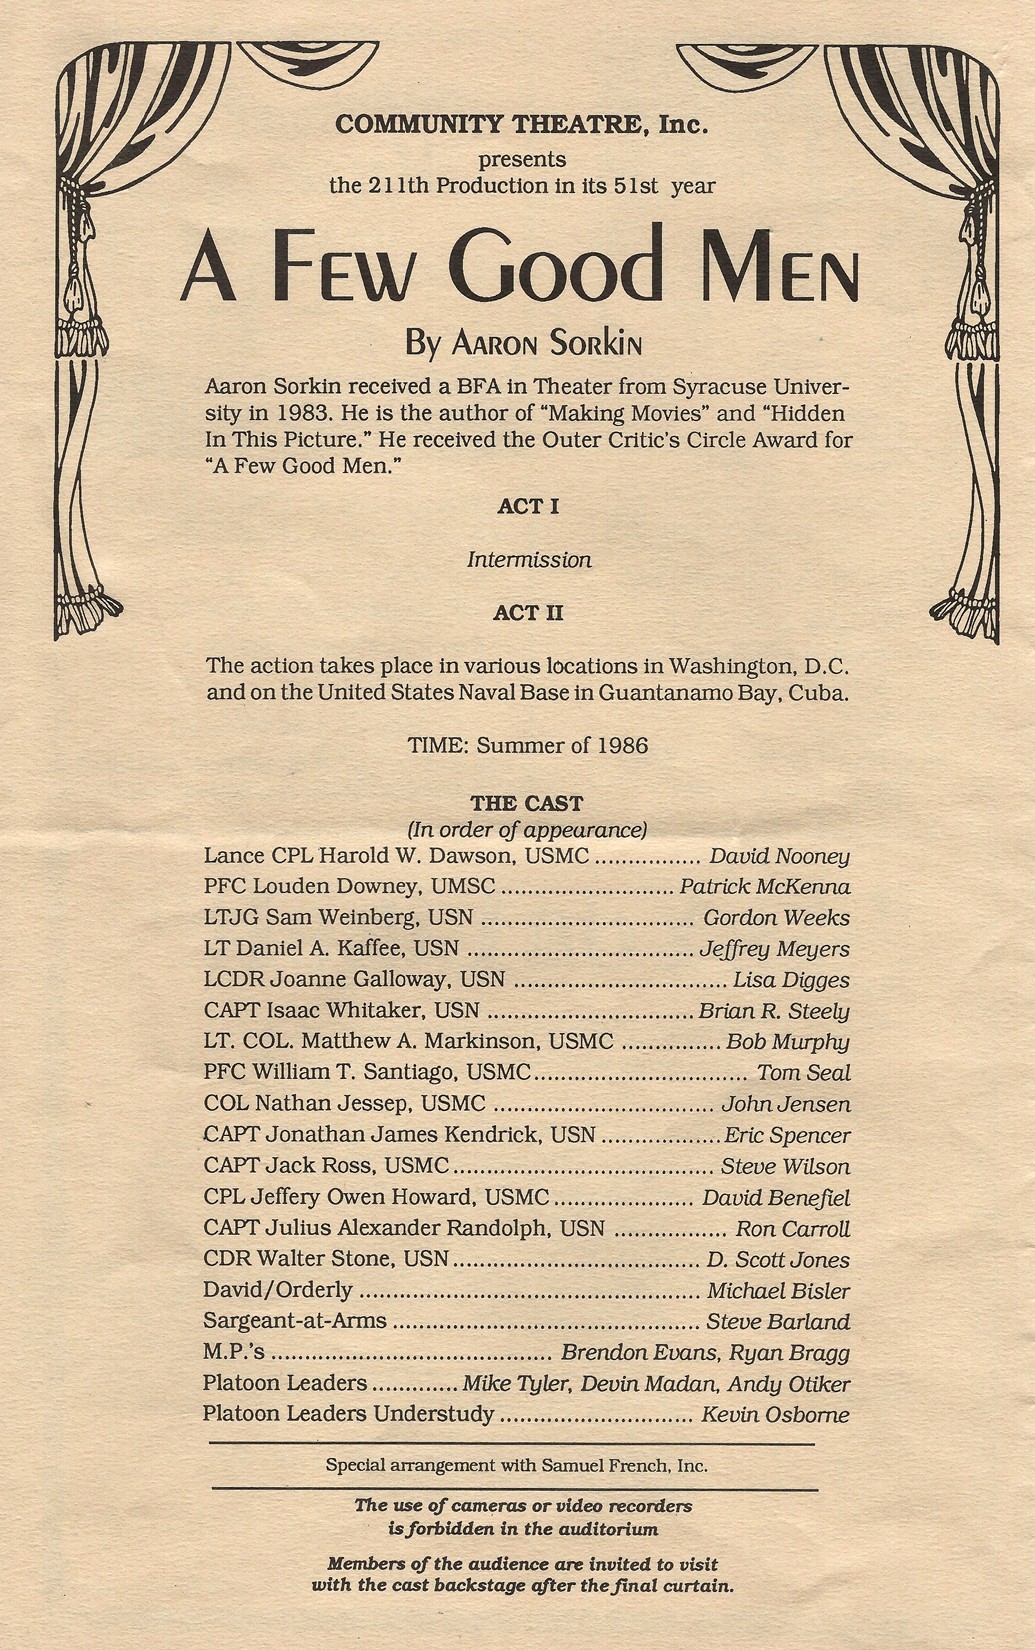 COMMUNITY THEATRE, Inc.
presents
the 211th Production in its 51st year
A FEW GOOD MEN
By AARON SORKIN
Aaron Sorkin received a BFA in Theater from Syracuse Univer-
sity in 1983. He is the author of “Making Movies” and “Hidden
In This Picture.” He received the Outer Critic's Circle Award for
“A Few Good Men.”
ACT I
Intermission
ACT II
The action takes place in various locations in Washington, D.C.
and on the United States Naval Base in Guantanamo Bay, Cuba.
TIME: Summer of 1986
THE CAST
(In order of appearance)
Lance CPL Harold W. Dawson, USMC ................ David Nooney
PFC Louden Downey, UMSC .......................... Patrick McKenna
LTJG Sam Weinberg, USN ................................ Gordon Weeks
LT Daniel A. Kaffee, USN .................................. Jeffrey Meyers
LCDR Joanne Galloway, USN ................................ Lisa Digges
CAPT Isaac Whitaker, USN ............................... Brian R. Steely
LT. COL. Matthew A. Markinson, USMC ............... Bob Murphy
PFC William T. Santiago, USMC ................................ Tom Seal
COL Nathan Jessep, USMC ................................. John Jensen
CAPT Jonathan James Kendrick, USN .................. Eric Spencer
CAPT Jack Ross, USMC ....................................... Steve Wilson
CPL Jeffery Owen Howard, USMC ..................... David Benefiel
CAPT Julius Alexander Randolph, USN ................. Ron Carroll
CDR Walter Stone, USN ..................................... D. Scott Jones
David/Orderly ................................................... Michael Bisler
Sargeant-at-Arms .............................................. Steve Barland
M.P.'s .......................................... Brendon Evans, Ryan Bragg
Platoon Leaders ............. Mike Tyler, Devin Madan, Andy Otiker
Platoon Leaders Understudy ............................. Kevin Osborne
Special arrangement with Samuel French, Inc.
The use of cameras or video recorders
is forbidden in the auditorium
Members of the audience are invited to visit
with the cast backstage after the final curtain.